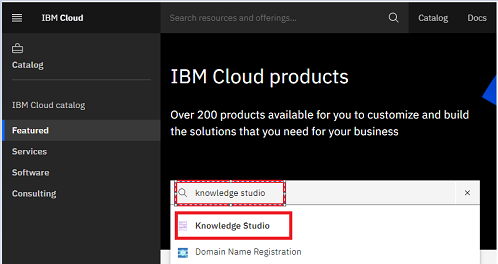 IBM Cloud
Search resources and offerings...
Catalog
Docs
Catalog
IBM Cloud catalog
Featured
Services
Software
Consulting
IBM Cloud products
Over 200 products available for you to customize and build
the solutions that you need for your business
knowledge studio
Knowledge Studio
Domain Name Registration